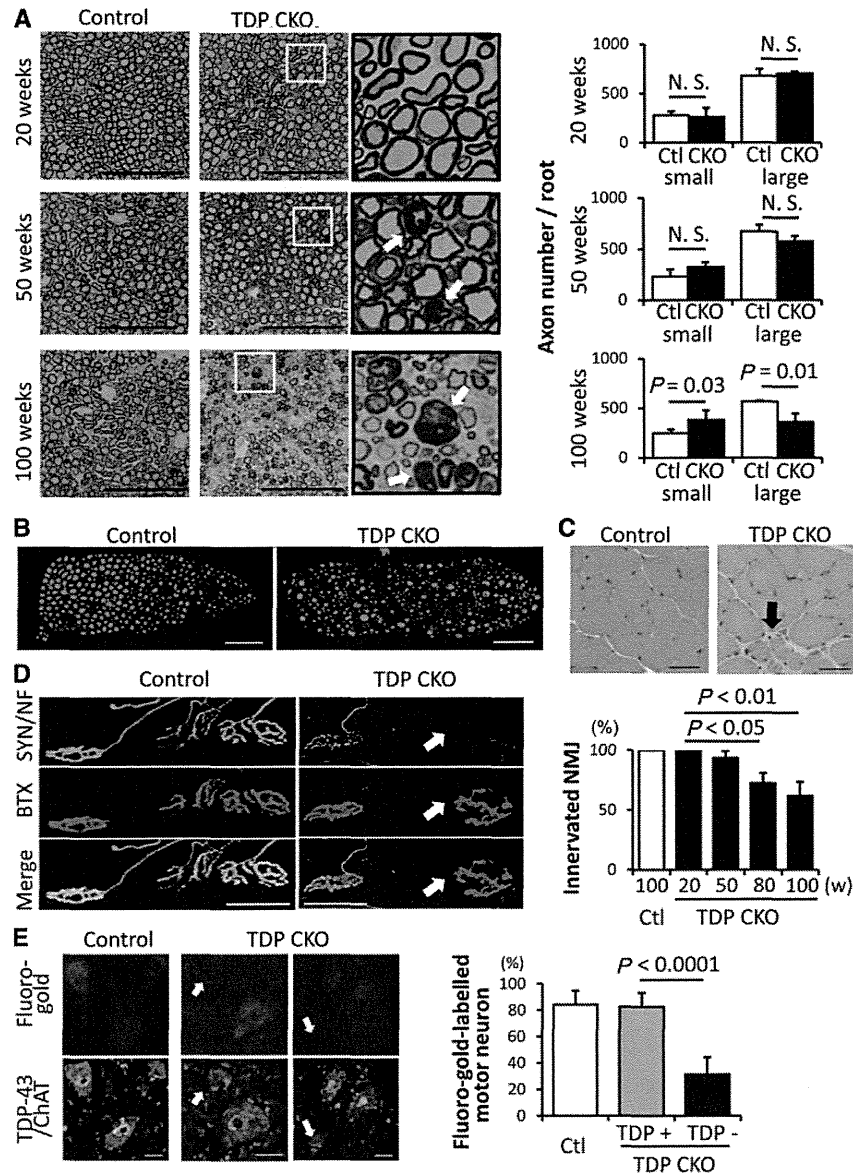 A
Control
TDP CKO
20 weeks
50 weeks
100 weeks
Axon number / root
20 weeks
1000
500
0
N. S.
N. S.
Ctl CKO
small
Ctl CKO
large
50 weeks
1000
500
0
N. S.
N. S.
Ctl CKO
small
Ctl CKO
large
100 weeks
1000
500
0
P = 0.03
P = 0.01
Ctl CKO
small
Ctl CKO
large
B
Control
TDP CKO
C
Control
TDP CKO
D
Control
TDP CKO
SYN/NF
BTX
Merge
Innervated NMJ
(%)
100
50
0
P < 0.01
P < 0.05
100 20 50 80 100 (w)
Ctl TDP CKO
E
Control
TDP CKO
Fluoro-
gold
TDP-43
/ChAT
Fluoro-gold-labelled
motor neuron
(%)
100
80
60
40
20
0
P < 0.0001
Ctl
TDP + TDP -
TDP CKO